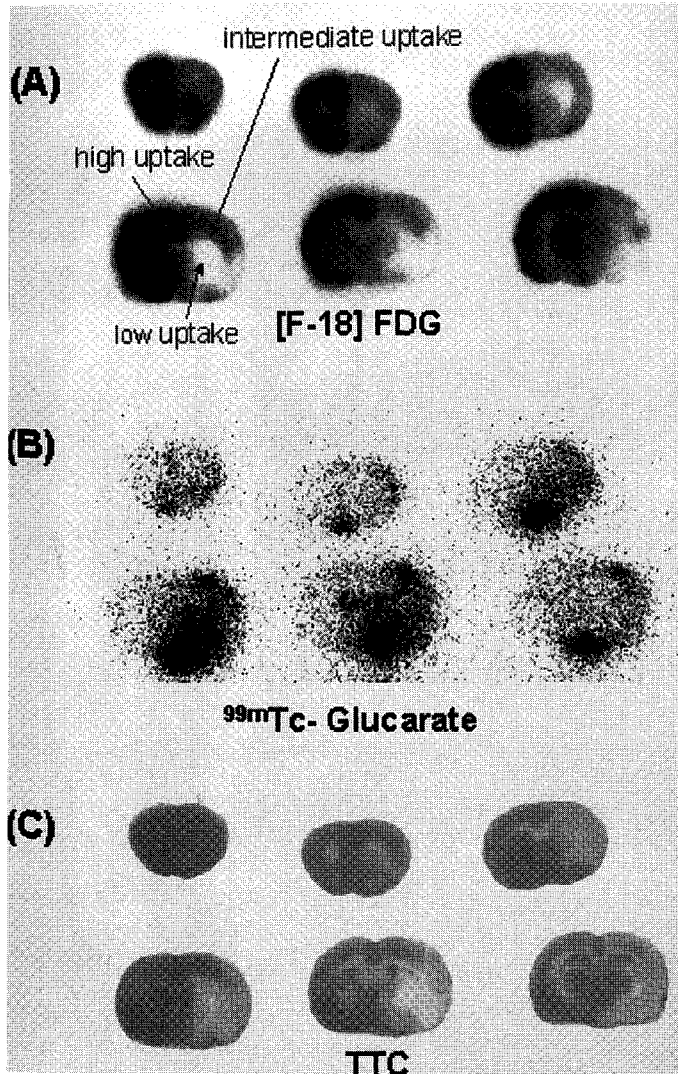 intermediate uptake
(A)
high uptake
low uptake
[F-18] FDG
(B)
99mTc- Glucarate
(C)
TTC